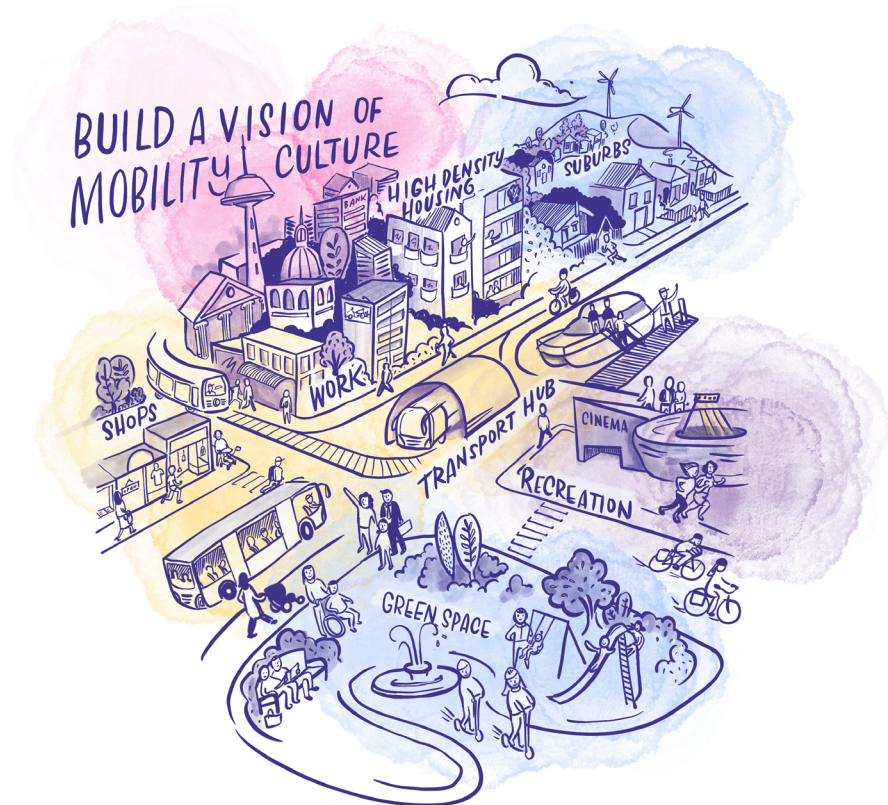 BUILD A VISION OF
MOBILITY CULTURE
HIGH DENSITY
HOUSING
SUBURBS
BANK
WORK
SHOPS
TRANSPORT HUB
CINEMA
RECREATION
GREEN SPACE